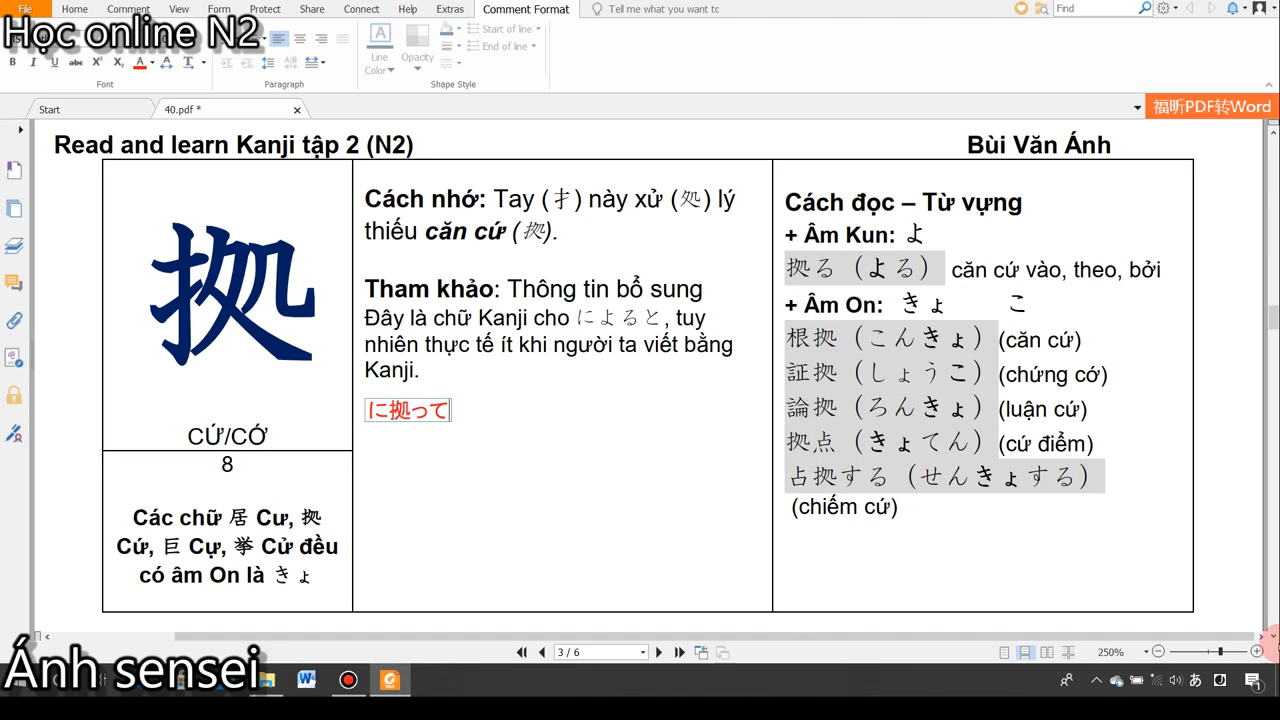 File Home Comment View Form Protect Share Connect Help Extras Comment Format Tell me what you want to Find
Học online N2
Start of line
End of line
Line Color
Opacity
Font Paragraph Shape Style
Start 40.pdf *
福昕PDF转Word
Read and learn Kanji tập 2 (N2) Bùi Văn Ánh
拠
CỨ/CỚ
8
Các chữ 居 Cư, 拠
Cứ, 巨 Cự, 挙 Cử đều
có âm On là きょ
Cách nhớ: Tay (扌) này xử (処) lý
thiếu căn cứ (拠).
Tham khảo: Thông tin bổ sung
Đây là chữ Kanji cho によると, tuy
nhiên thực tế ít khi người ta viết bằng
Kanji.
に拠って
Cách đọc – Từ vựng
+ Âm Kun: よ
拠る（よる） căn cứ vào, theo, bởi
+ Âm On: きょ こ
根拠（こんきょ）(căn cứ)
証拠（しょうこ）(chứng cớ)
論拠（ろんきょ）(luận cứ)
拠点（きょてん）(cứ điểm)
占拠する（せんきょする）
(chiếm cứ)
3 / 6
250%
Ánh sensei